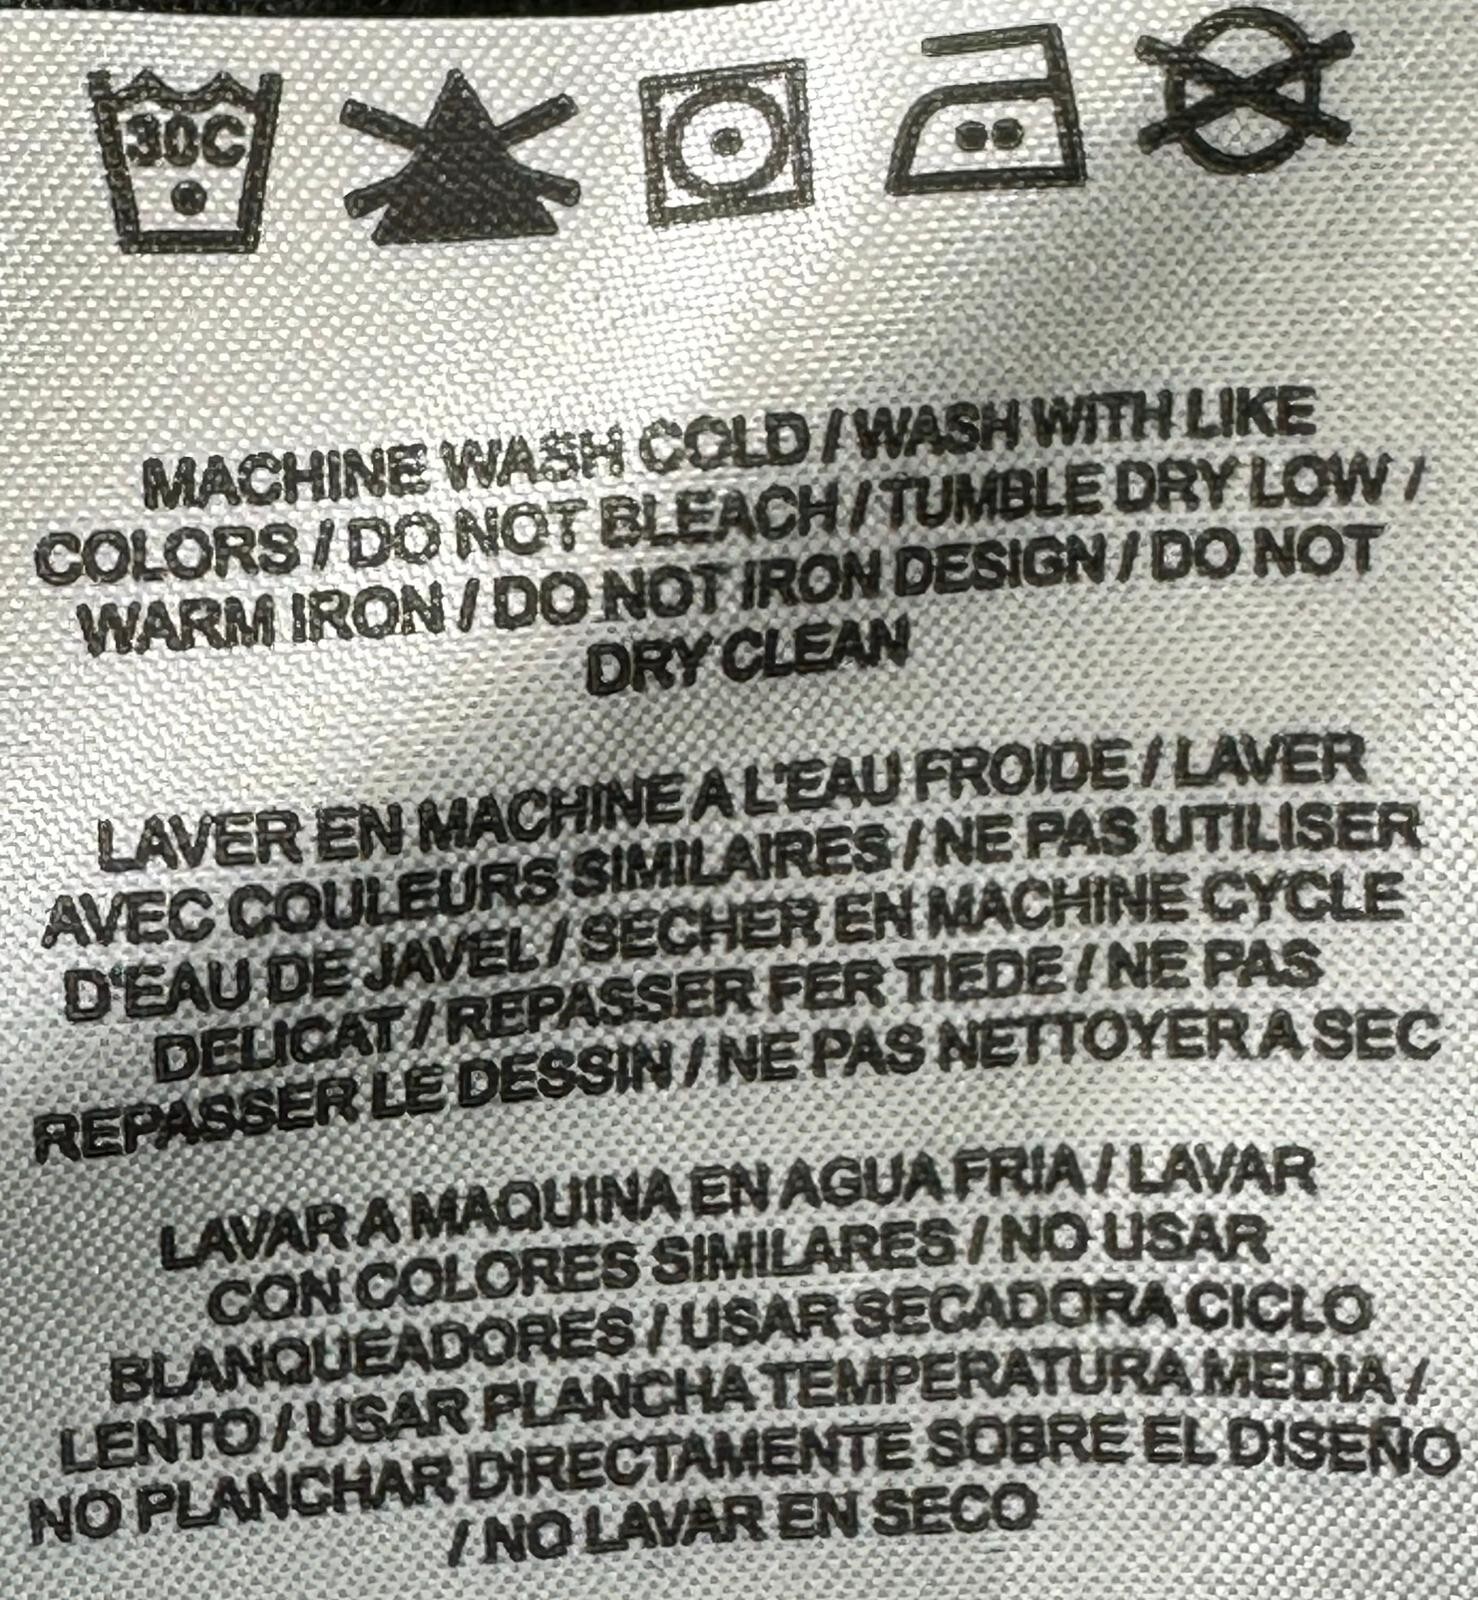 30C
MACHINE WASH COLD / WASH WITH LIKE
COLORS / DO NOT BLEACH / TUMBLE DRY LOW /
WARM IRON / DO NOT IRON DESIGN / DO NOT
DRY CLEAN
LAVER EN MACHINE A L'EAU FROIDE / LAVER
AVEC COULEURS SIMILAIRES / NE PAS UTILISER
D'EAU DE JAVEL / SECHER EN MACHINE CYCLE
DELICAT / REPASSER FER TIEDE / NE PAS
REPASSER LE DESSIN / NE PAS NETTOYER A SEC
LAVAR A MAQUINA EN AGUA FRIA / LAVAR
CON COLORES SIMILARES / NO USAR
BLANQUEADORES / USAR SECADORA CICLO
LENTO / USAR PLANCHA TEMPERATURA MEDIA /
NO PLANCHAR DIRECTAMENTE SOBRE EL DISEÑO
/ NO LAVAR EN SECO